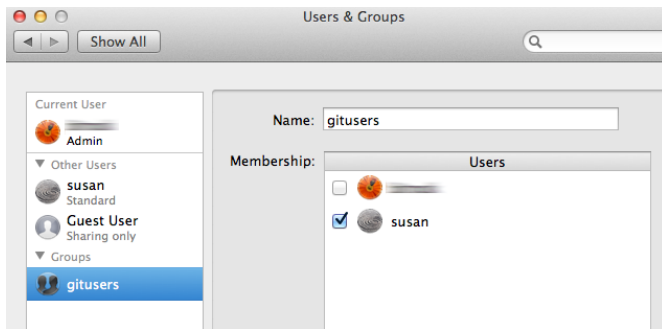 Users & Groups
Show All
Current User
Admin
Other Users
susan
Standard
Guest User
Sharing only
Groups
gitusers
Name: gitusers
Membership: Users
susan